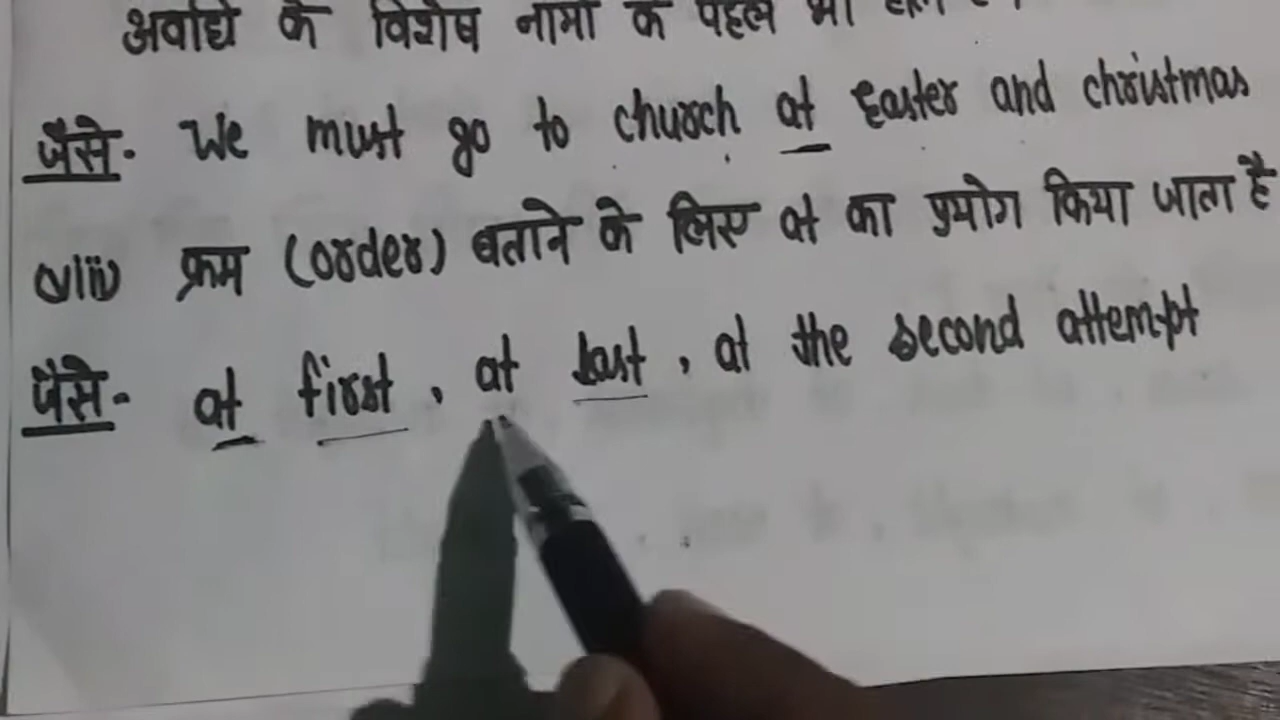 अवधि के विशेष नामों के पहले भी
जैसे- We must go to church at Easter and christmas
(viii) क्रम (order) बताने के लिए at का प्रयोग किया जाता है
जैसे- at first, at last, at the second attempt